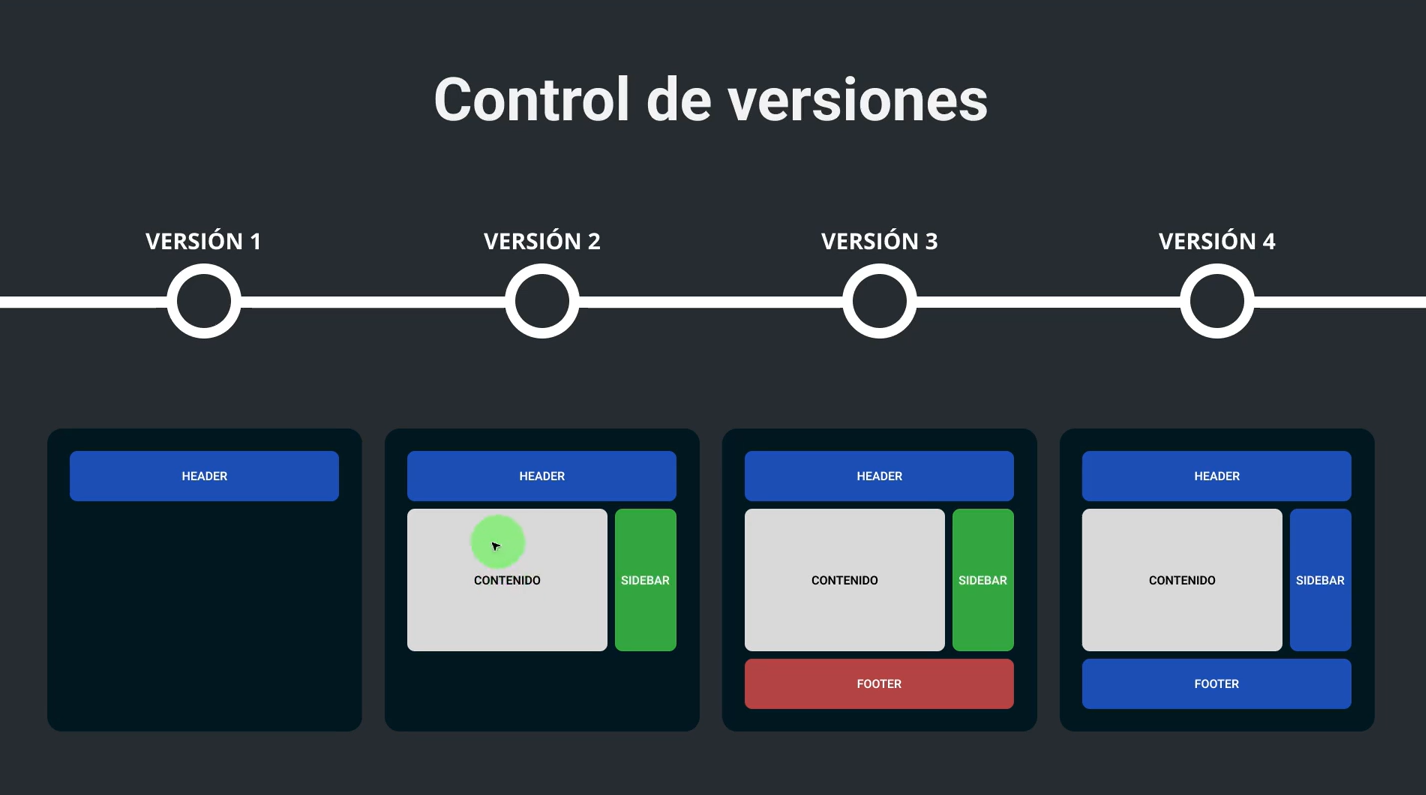 Control de versiones
VERSIÓN 1
VERSIÓN 2
VERSIÓN 3
VERSIÓN 4
HEADER
HEADER
CONTENIDO
SIDEBAR
HEADER
CONTENIDO
SIDEBAR
FOOTER
HEADER
CONTENIDO
SIDEBAR
FOOTER